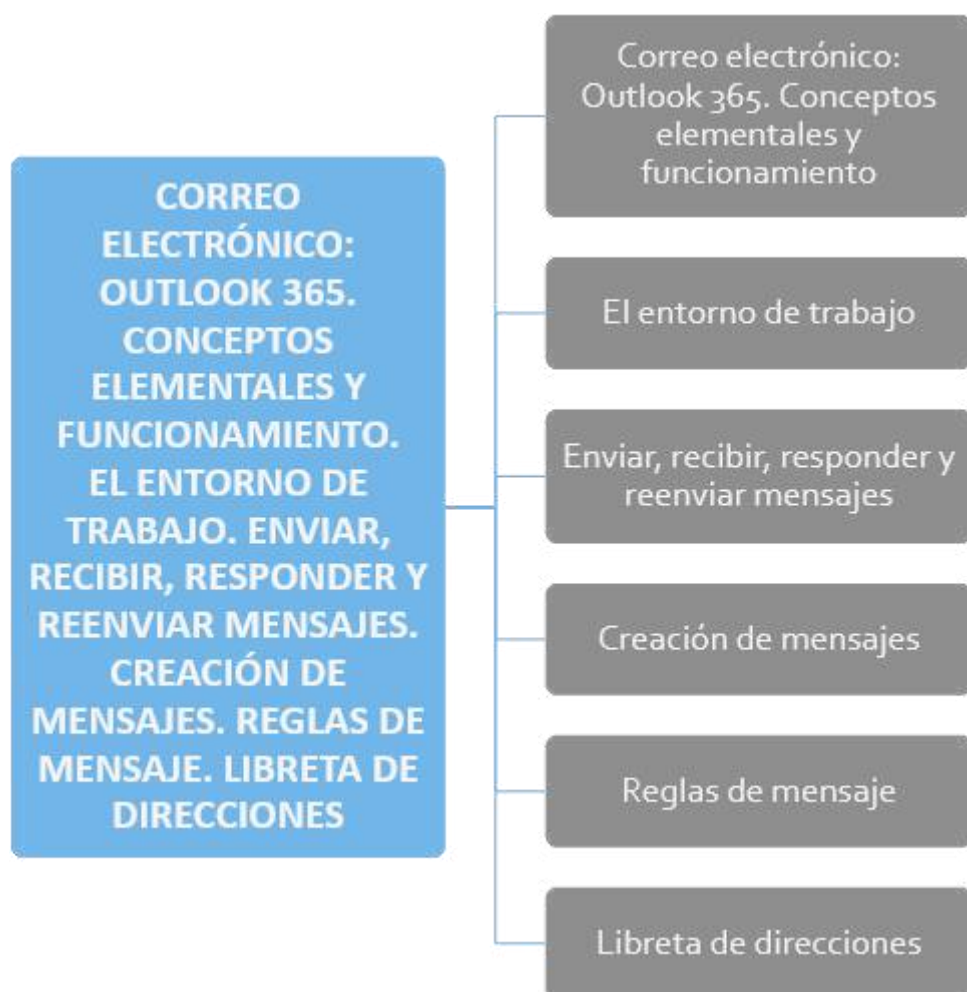 CORREO
ELECTRÓNICO:
OUTLOOK 365.
CONCEPTOS
ELEMENTALES Y
FUNCIONAMIENTO.
EL ENTORNO DE
TRABAJO. ENVIAR,
RECIBIR, RESPONDER Y
REENVIAR MENSAJES.
CREACIÓN DE
MENSAJES. REGLAS DE
MENSAJE. LIBRETA DE
DIRECCIONES
Correo electrónico:
Outlook 365. Conceptos
elementales y
funcionamiento
El entorno de trabajo
Enviar, recibir, responder y
reenviar mensajes
Creación de mensajes
Reglas de mensaje
Libreta de direcciones